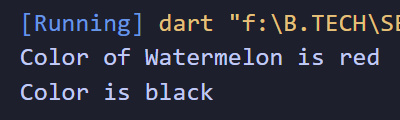 [Running] dart "f:\B.TECH\SE
Color of Watermelon is red
Color is black